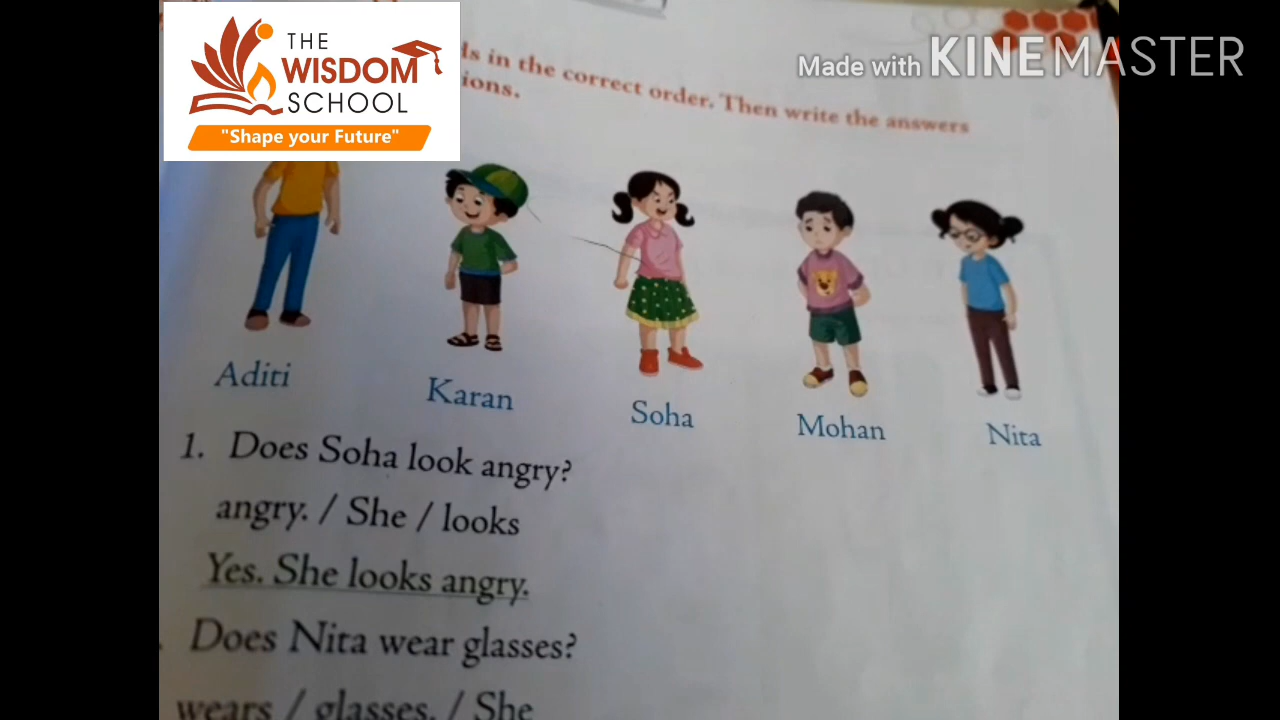 THE
WISDOM
SCHOOL
"Shape your Future"
Made with KINEMASTER
in the correct order. Then write the answers
Aditi
Karan
Soha
Mohan
Nita
1. Does Soha look angry?
angry. / She / looks
Yes. She looks angry.
Does Nita wear glasses?
wears / glasses. / She